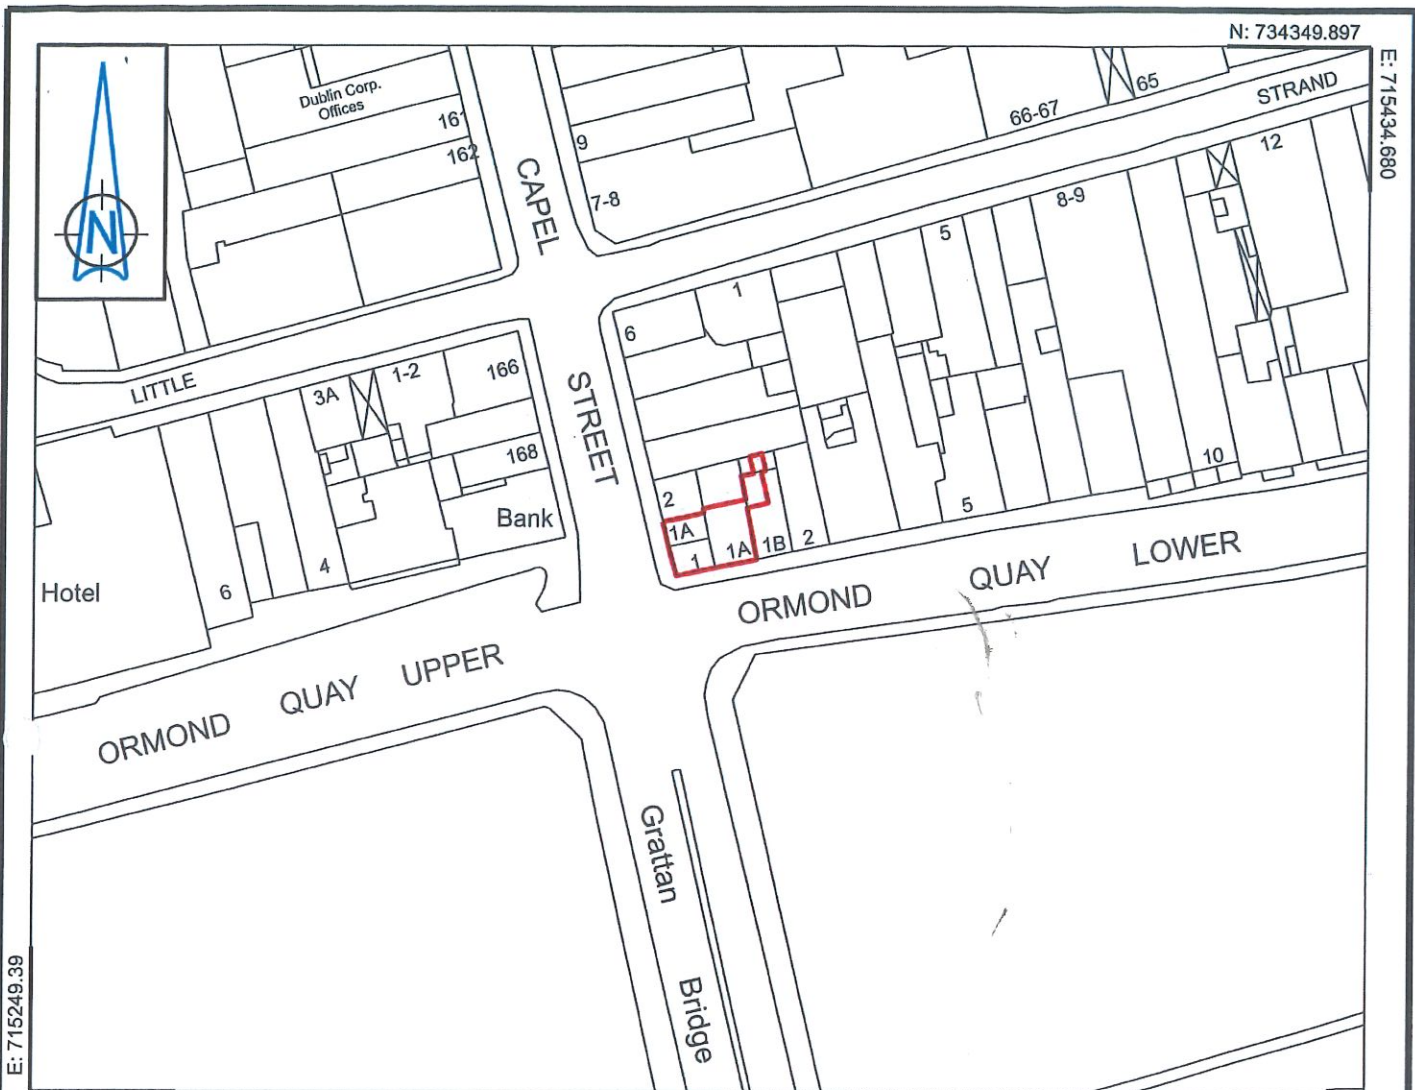 N: 734349.897
E: 715434.680
N
Dublin Corp.
Offices
161
162
CAPEL
9
7-8
66-67
65
STRAND
12
8-9
5
1
6
LITTLE
3A
1-2
166
168
Bank
STREET
2
1A
1
1A
1B
2
5
10
Hotel
6
4
ORMOND QUAY LOWER
ORMOND QUAY UPPER
Grattan
Bridge
E: 715249.39